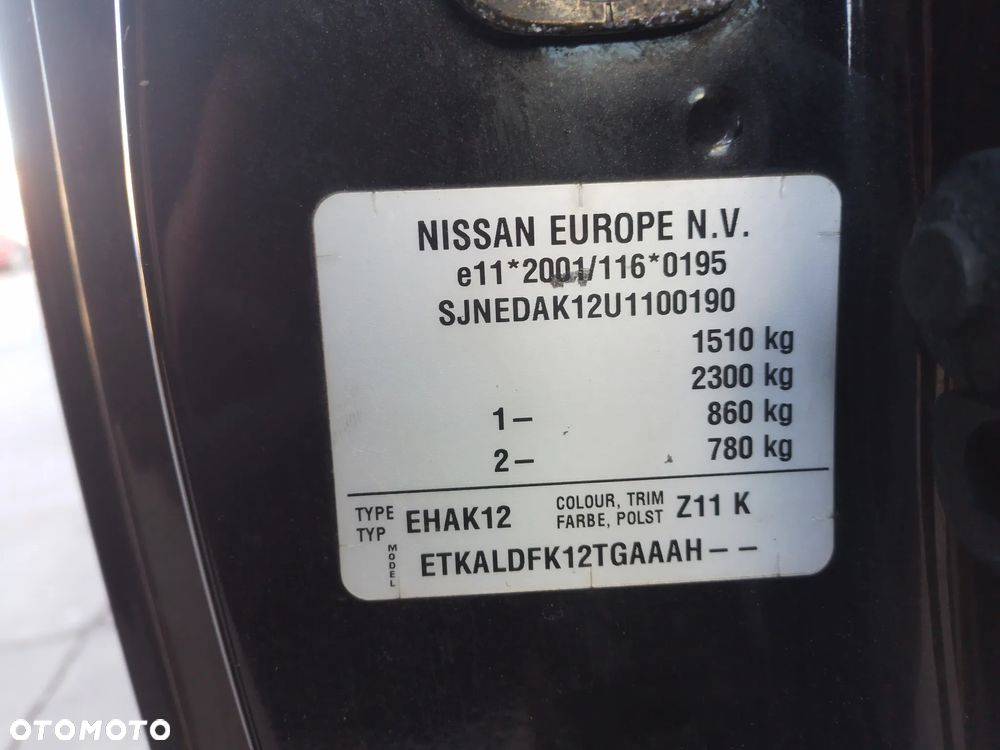 NISSAN EUROPE N.V.
e11*2001/116*0195
SJNEDAK12U1100190
1510 kg
2300 kg
1- 860 kg
2- 780 kg
TYPE TYP EHAK12 COLOUR, TRIM FARBE, POLST Z11 K
MODEL ETKALDFK12TGAAAH--
OTOMOTO